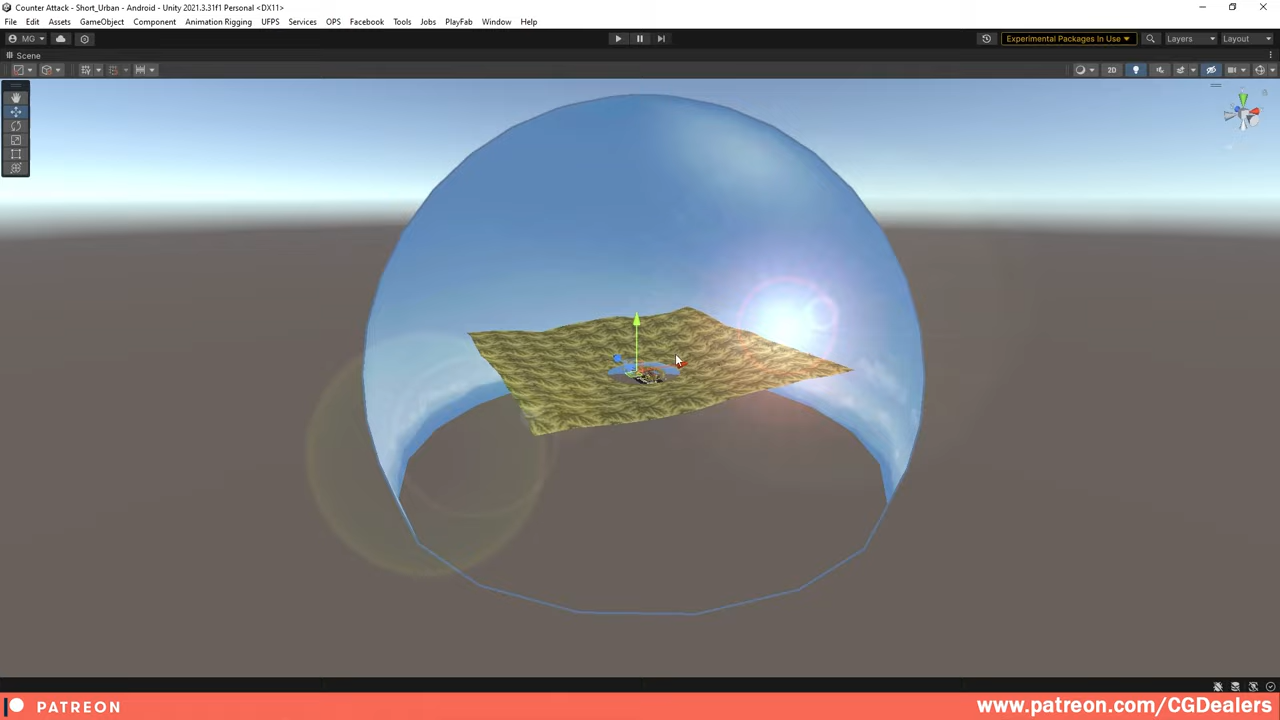 Counter Attack - Short_Urban - Android - Unity 2021.3.31f1 Personal <DX11>
File Edit Assets GameObject Component Animation Rigging UFPS Services OPS Facebook Tools Jobs PlayFab Window Help
MG Experimental Packages In Use Layers Layout
Scene
2D
PATREON www.patreon.com/CGDealers